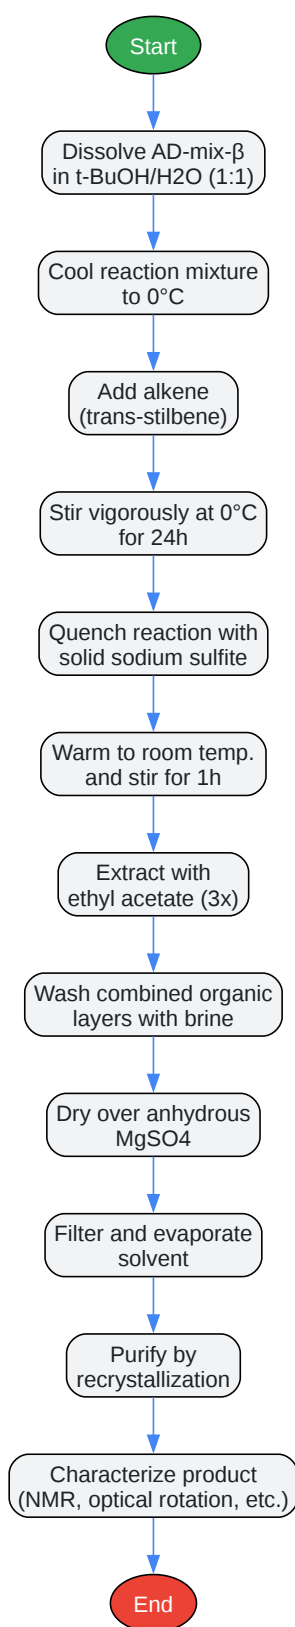 Start
Dissolve AD-mix-β
in t-BuOH/H2O (1:1)
Cool reaction mixture
to 0°C
Add alkene
(trans-stilbene)
Stir vigorously at 0°C
for 24h
Quench reaction with
solid sodium sulfite
Warm to room temp.
and stir for 1h
Extract with
ethyl acetate (3x)
Wash combined organic
layers with brine
Dry over anhydrous
MgSO4
Filter and evaporate
solvent
Purify by
recrystallization
Characterize product
(NMR, optical rotation, etc.)
End